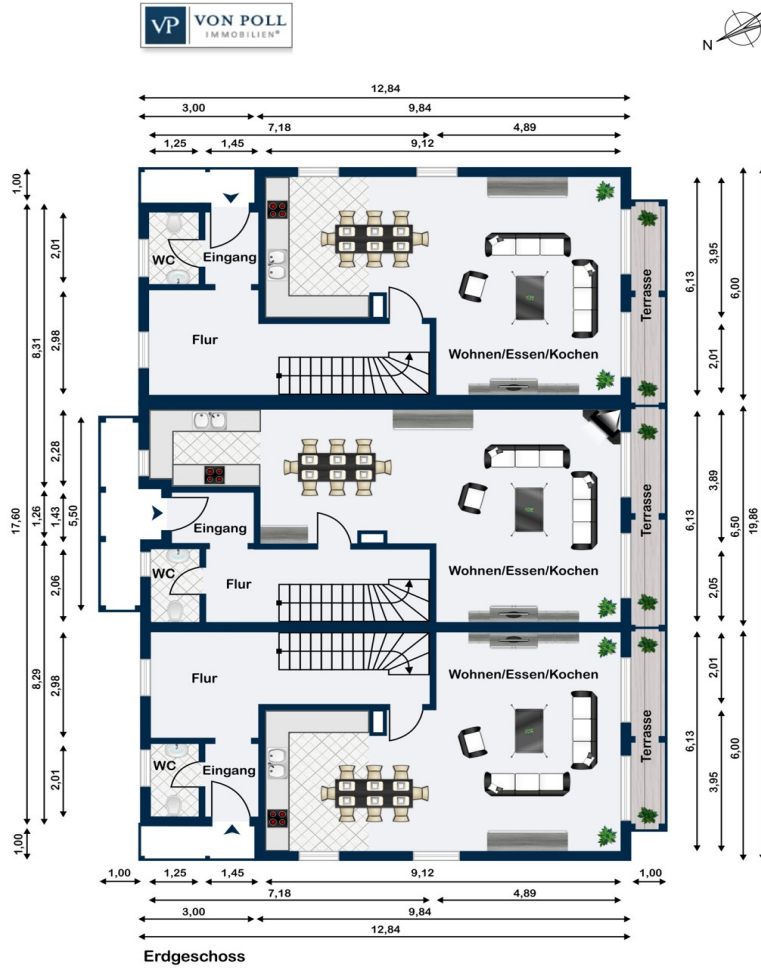 VP VON POLL
IMMOBILIEN®
N
12,84
3,00 9,84
7,18 4,89
1,25 1,45 9,12
1,00
WC
Eingang
Flur
Wohnen/Essen/Kochen
Terrasse
2,01
2,98
8,31
6,13
3,95
2,01
6,00
Eingang
WC
Flur
Wohnen/Essen/Kochen
Terrasse
2,28
17,60
1,26
1,43
5,50
2,06
6,13
3,89
2,05
6,50
19,86
Flur
WC
Eingang
Wohnen/Essen/Kochen
Terrasse
8,29
2,98
2,01
1,00
6,13
2,01
3,95
6,00
1,00 1,25 1,45 9,12 1,00
7,18 4,89
3,00 9,84
12,84
Erdgeschoss